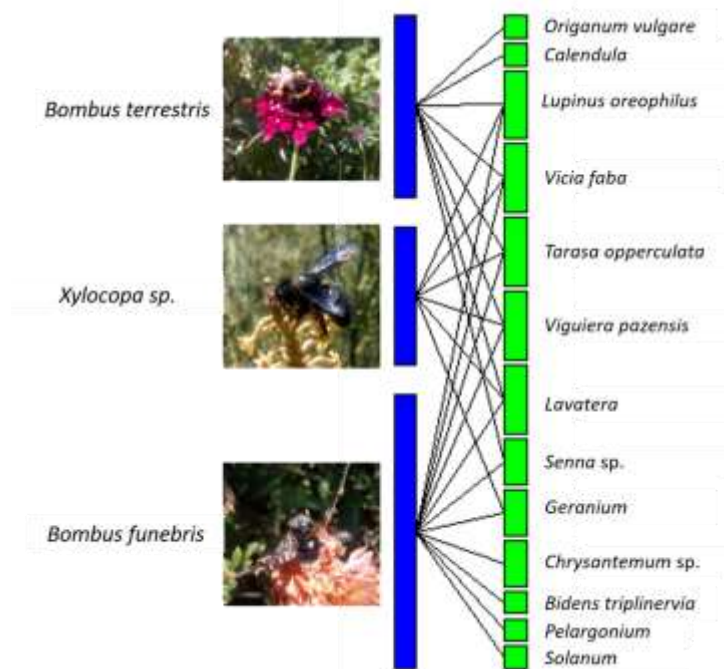 Origanum vulgare
Calendula
Bombus terrestris
Lupinus oreophilus
Vicia faba
Tarasa opperculata
Xylocopa sp.
Viguiera pazensis
Lavatera
Senna sp.
Geranium
Bombus funebris
Chrysantemum sp.
Bidens triplinervia
Pelargonium
Solanum